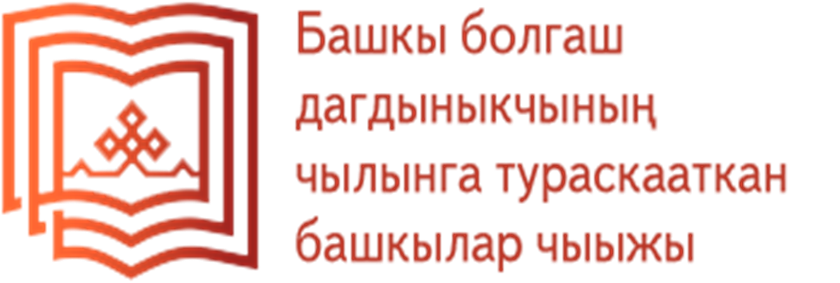 Башкы болгаш
дагдыныкчының
чылынга тураскааткан
башкылар чыыжы